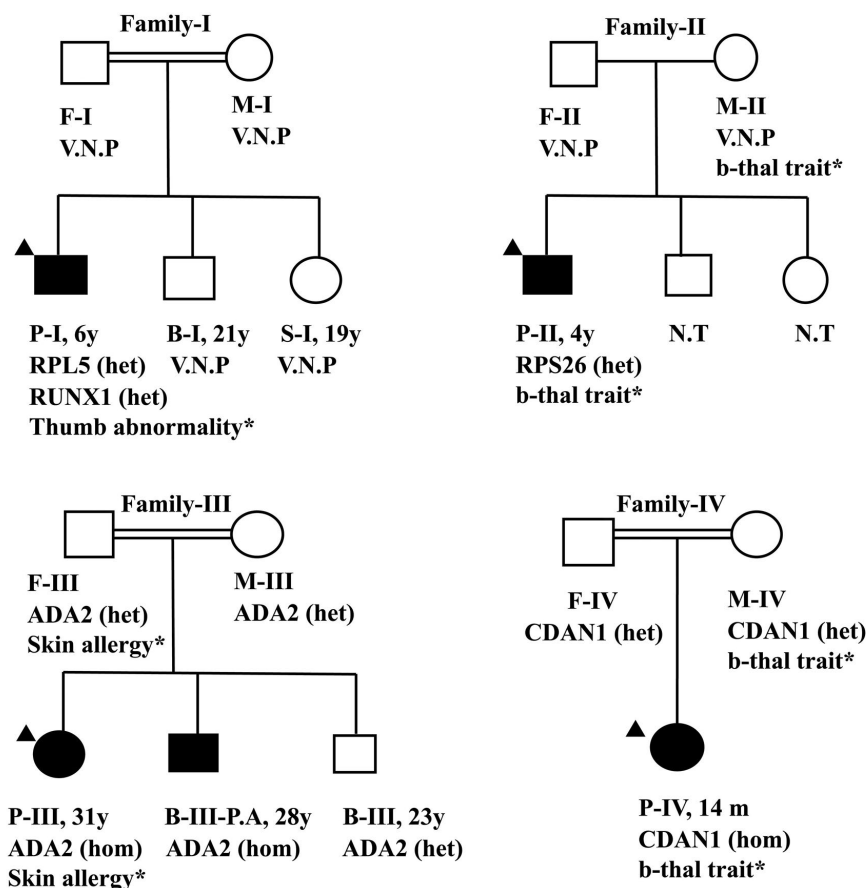 Family-I
F-I
V.N.P
M-I
V.N.P
P-I, 6y
RPL5 (het)
RUNX1 (het)
Thumb abnormality*
B-I, 21y
V.N.P
S-I, 19y
V.N.P
Family-II
F-II
V.N.P
M-II
V.N.P
b-thal trait*
P-II, 4y
RPS26 (het)
b-thal trait*
N.T
N.T
Family-III
F-III
ADA2 (het)
Skin allergy*
M-III
ADA2 (het)
P-III, 31y
ADA2 (hom)
Skin allergy*
B-III-P.A, 28y
ADA2 (hom)
B-III, 23y
ADA2 (het)
Family-IV
F-IV
CDAN1 (het)
M-IV
CDAN1 (het)
b-thal trait*
P-IV, 14 m
CDAN1 (hom)
b-thal trait*